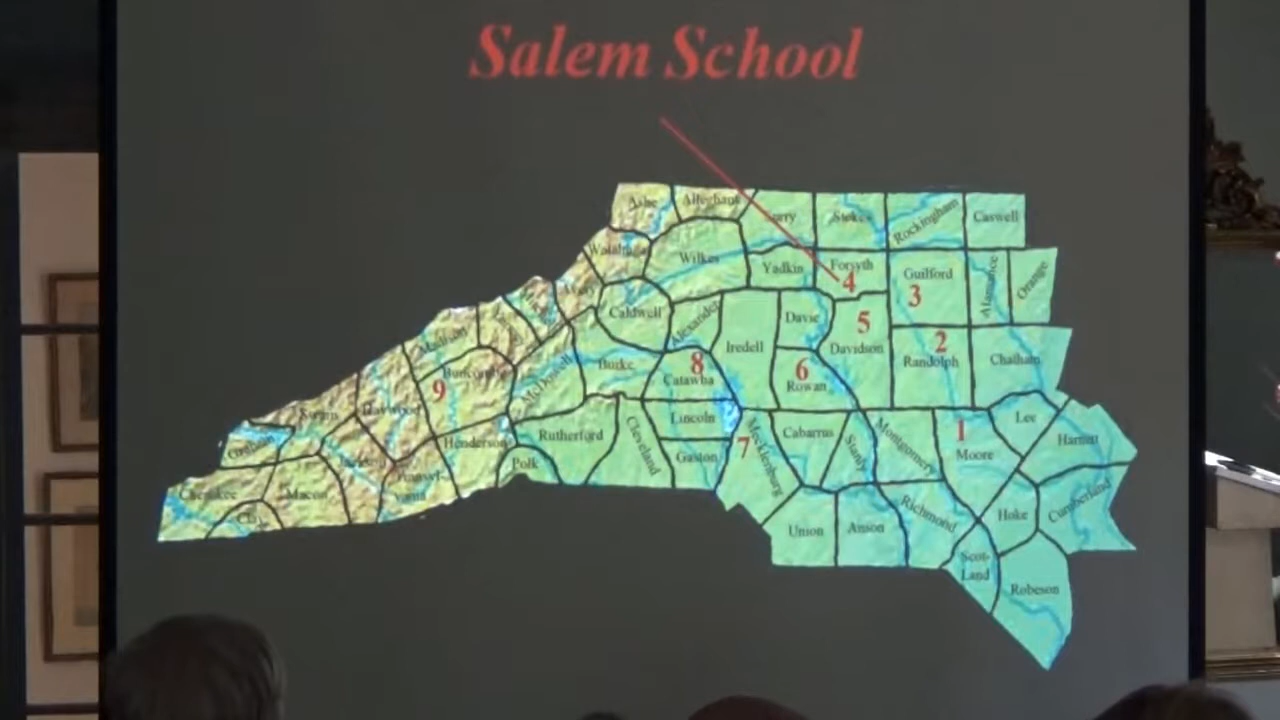 Salem School
Ashe
Alleghany
Stokes
Rockingham
Caswell
Wilkes
Yadkin
Forsyth
4
Guilford
3
Alamance
Orange
Caldwell
Alexander
Iredell
Davie
5
Davidson
2
Randolph
Chatham
Madison
Buncombe
9
McDowell
Burke
8
Catawba
6
Rowan
Swain
Haywood
Henderson
Rutherford
Polk
Cleveland
Lincoln
Gaston
7
Mecklenburg
Cabarrus
Stanly
Montgomery
1
Moore
Lee
Harnett
Cherokee
Macon
Union
Anson
Richmond
Hoke
Cumberland
Scot-
Land
Robeson